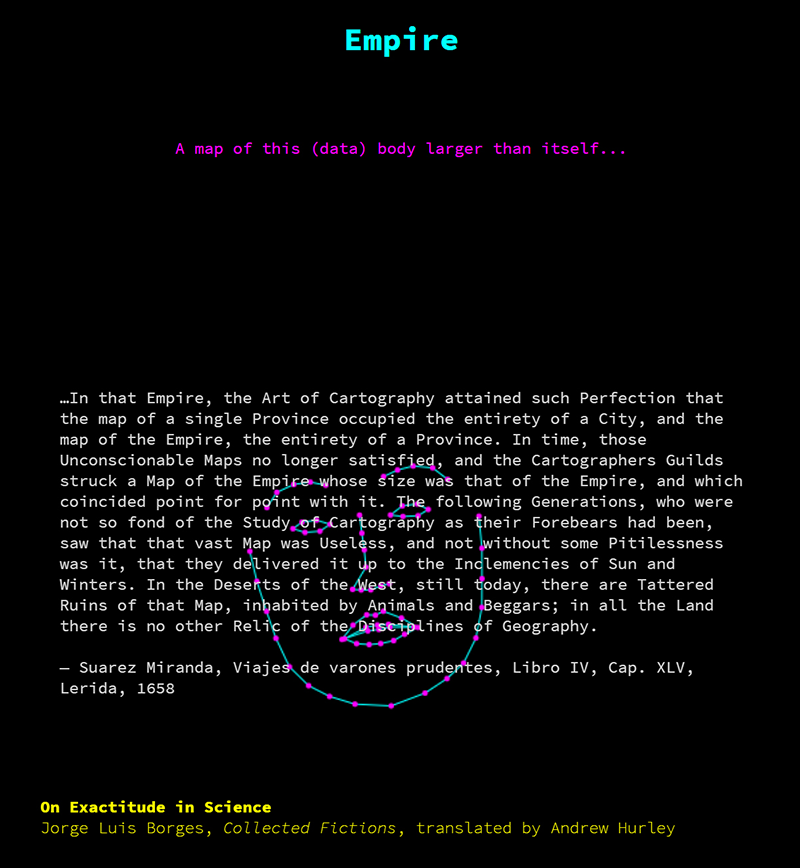 Empire
A map of this (data) body larger than itself...
…In that Empire, the Art of Cartography attained such Perfection that
the map of a single Province occupied the entirety of a City, and the
map of the Empire, the entirety of a Province. In time, those
Unconscionable Maps no longer satisfied, and the Cartographers Guilds
struck a Map of the Empire whose size was that of the Empire, and which
coincided point for point with it. The following Generations, who were
not so fond of the Study of Cartography as their Forebears had been,
saw that that vast Map was Useless, and not without some Pitilessness
was it, that they delivered it up to the Inclemencies of Sun and
Winters. In the Deserts of the West, still today, there are Tattered
Ruins of that Map, inhabited by Animals and Beggars; in all the Land
there is no other Relic of the Disciplines of Geography.
— Suarez Miranda, Viajes de varones prudentes, Libro IV, Cap. XLV,
Lerida, 1658
On Exactitude in Science
Jorge Luis Borges, Collected Fictions, translated by Andrew Hurley